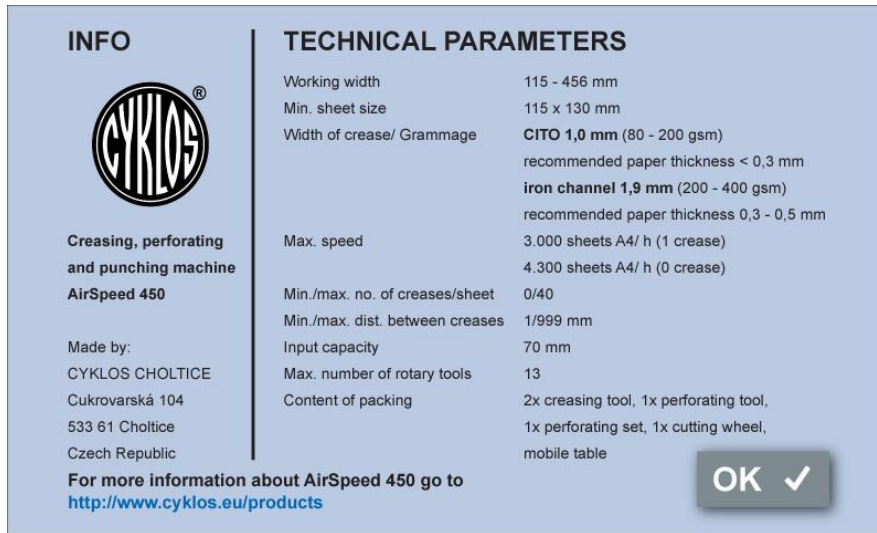 INFO
CYKLOS®
Creasing, perforating
and punching machine
AirSpeed 450
Made by:
CYKLOS CHOLTICE
Cukrovarská 104
533 61 Choltice
Czech Republic
TECHNICAL PARAMETERS
Working width 115 - 456 mm
Min. sheet size 115 x 130 mm
Width of crease/ Grammage CITO 1,0 mm (80 - 200 gsm)
recommended paper thickness < 0,3 mm
iron channel 1,9 mm (200 - 400 gsm)
recommended paper thickness 0,3 - 0,5 mm
Max. speed 3.000 sheets A4/ h (1 crease)
4.300 sheets A4/ h (0 crease)
Min./max. no. of creases/sheet 0/40
Min./max. dist. between creases 1/999 mm
Input capacity 70 mm
Max. number of rotary tools 13
Content of packing 2x creasing tool, 1x perforating tool,
1x perforating set, 1x cutting wheel,
mobile table
For more information about AirSpeed 450 go to
http://www.cyklos.eu/products
OK